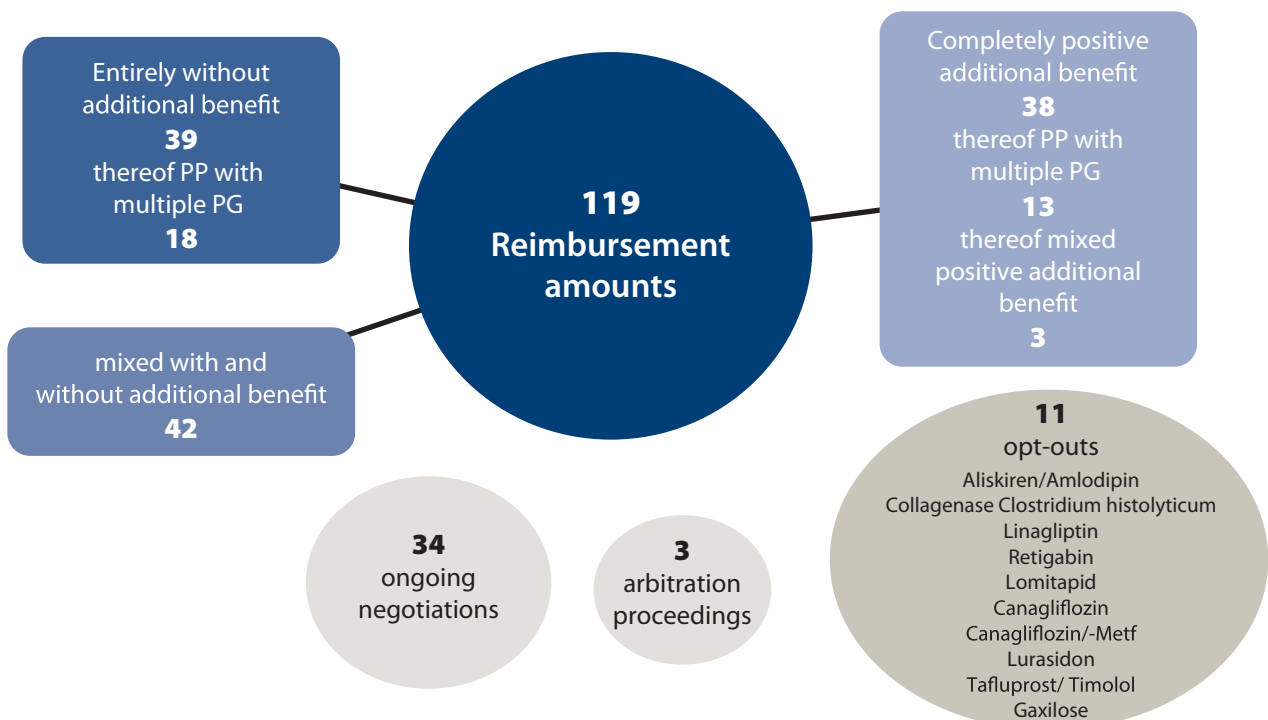 Entirely without
additional benefit
39
thereof PP with
multiple PG
18
mixed with and
without additional benefit
42
119
Reimbursement
amounts
Completely positive
additional benefit
38
thereof PP with
multiple PG
13
thereof mixed
positive additional
benefit
3
34
ongoing
negotiations
3
arbitration
proceedings
11
opt-outs
Aliskiren/Amlodipin
Collagenase Clostridium histolyticum
Linagliptin
Retigabin
Lomitapid
Canagliflozin
Canagliflozin/-Metf
Lurasidon
Tafluprost/ Timolol
Gaxilose